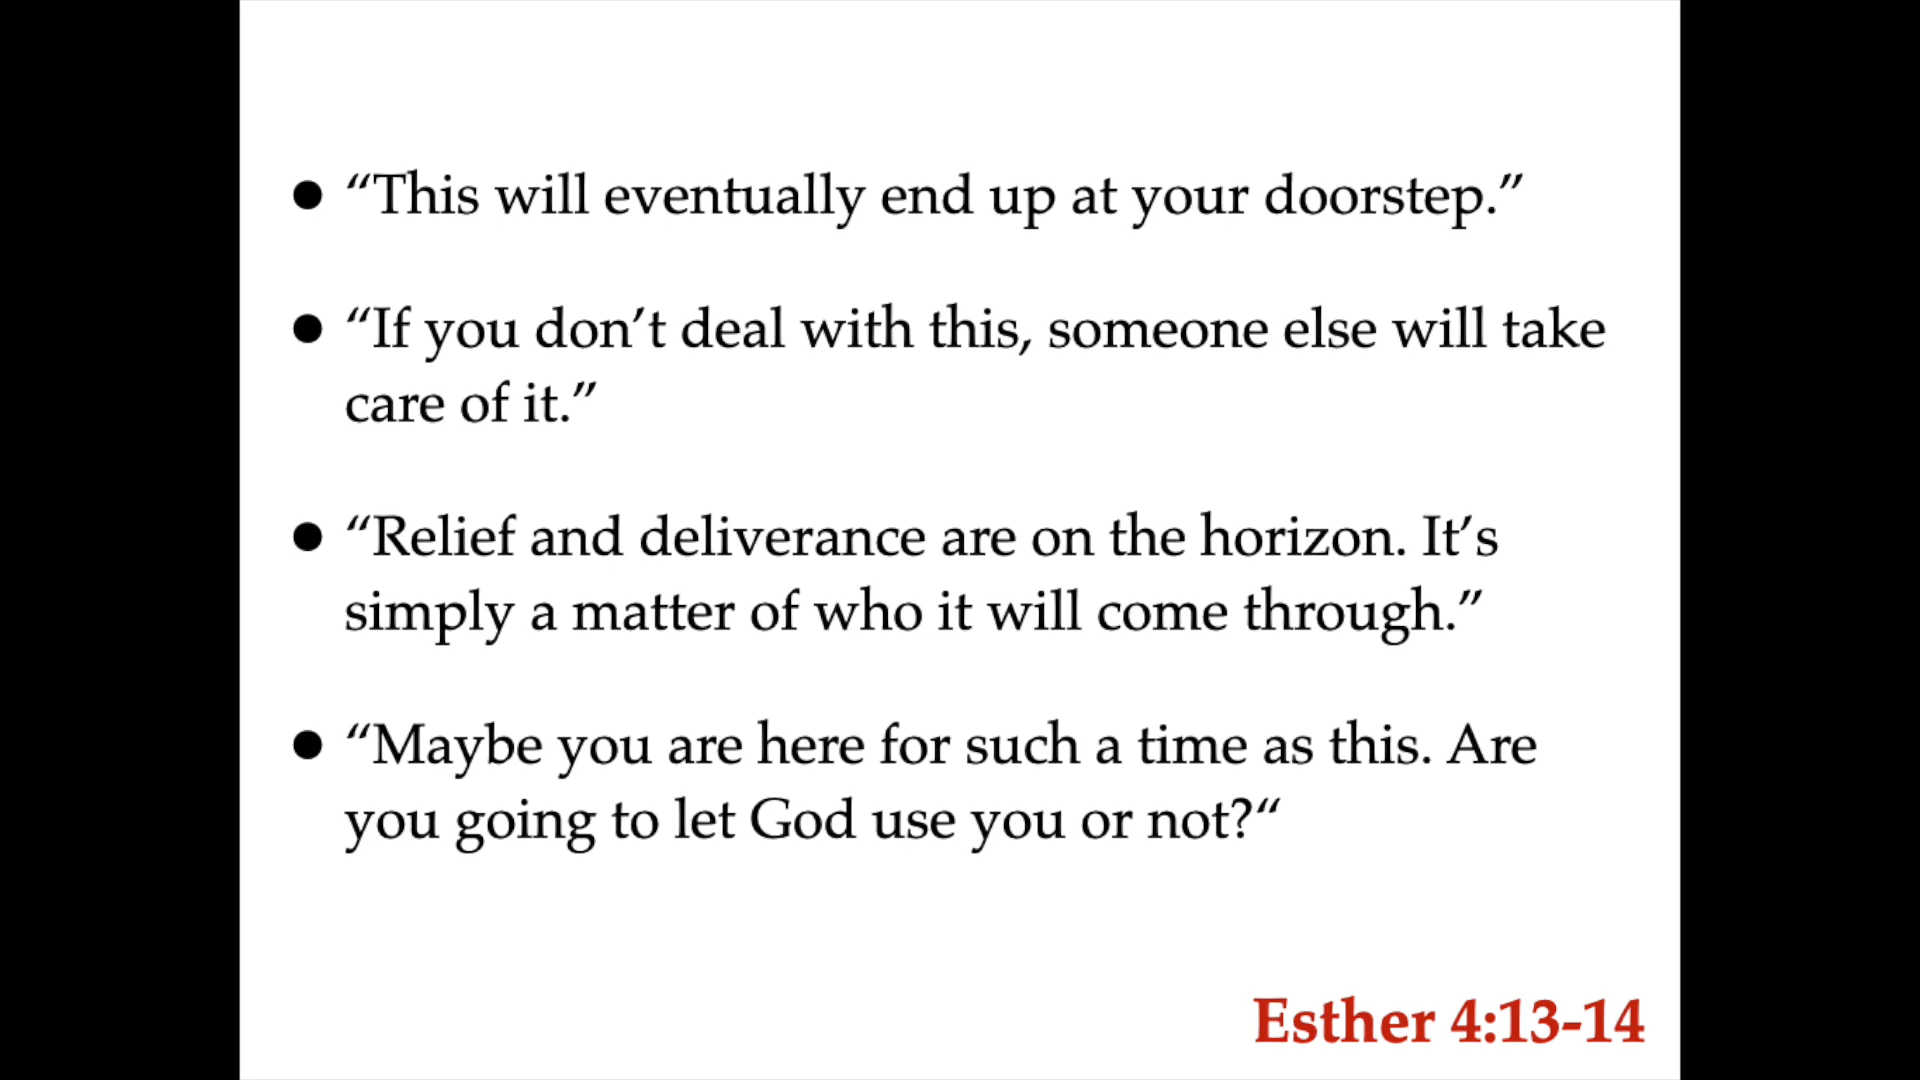 ● “This will eventually end up at your doorstep.”
● “If you don’t deal with this, someone else will take
care of it.”
● “Relief and deliverance are on the horizon. It’s
simply a matter of who it will come through.”
● “Maybe you are here for such a time as this. Are
you going to let God use you or not?“
Esther 4:13-14